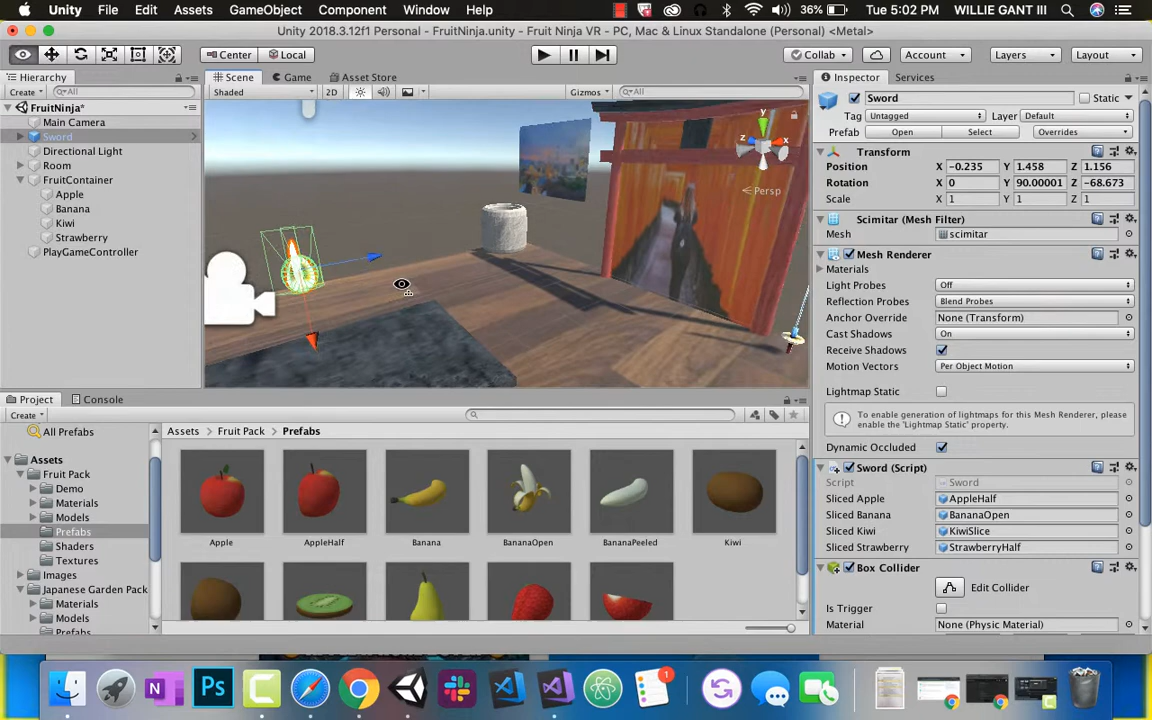 Unity File Edit Assets GameObject Component Window Help 36% Tue 5:02 PM WILLIE GANT III
Unity 2018.3.12f1 Personal - FruitNinja.unity - Fruit Ninja VR - PC, Mac & Linux Standalone (Personal) <Metal>
Center Local Collab Account Layers Layout
Hierarchy
Create All
FruitNinja*
Main Camera
Sword
Directional Light
Room
FruitContainer
Apple
Banana
Kiwi
Strawberry
PlayGameController
Scene Game Asset Store
Shaded 2D Gizmos All
y
z
x
Persp
Project Console
Create
All Prefabs
Assets
Fruit Pack
Demo
Materials
Models
Prefabs
Shaders
Textures
Images
Japanese Garden Pack
Materials
Models
Prefabs
Assets Fruit Pack Prefabs
Apple AppleHalf Banana BananaOpen BananaPeeled Kiwi
Inspector Services
Sword Static
Tag Untagged Layer Default
Prefab Open Select Overrides
Transform
Position X -0.235 Y 1.458 Z 1.156
Rotation X 0 Y 90.00001 Z -68.673
Scale X 1 Y 1 Z 1
Scimitar (Mesh Filter)
Mesh scimitar
Mesh Renderer
Materials
Light Probes Off
Reflection Probes Blend Probes
Anchor Override None (Transform)
Cast Shadows On
Receive Shadows
Motion Vectors Per Object Motion
Lightmap Static
To enable generation of lightmaps for this Mesh Renderer, please
enable the 'Lightmap Static' property.
Dynamic Occluded
Sword (Script)
Script Sword
Sliced Apple AppleHalf
Sliced Banana BananaOpen
Sliced Kiwi KiwiSlice
Sliced Strawberry StrawberryHalf
Box Collider
Edit Collider
Is Trigger
Material None (Physic Material)
N Ps 1